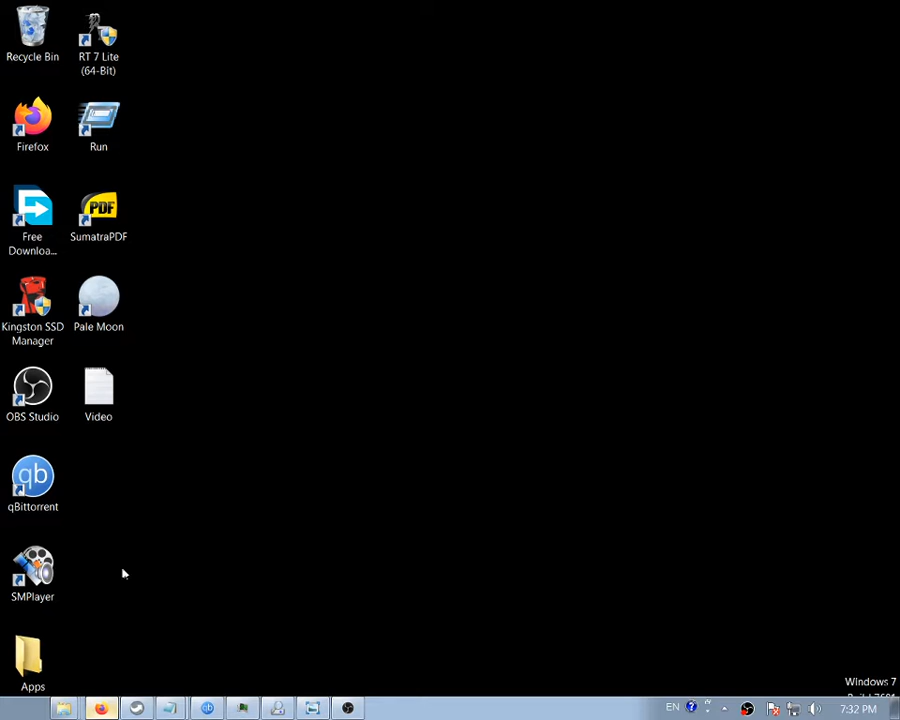 Recycle Bin
RT 7 Lite
(64-Bit)
Firefox
Run
Free
Downloa...
PDF
SumatraPDF
Kingston SSD
Manager
Pale Moon
OBS Studio
Video
qb
qBittorrent
SMPlayer
Apps
Windows 7
EN
7:32 PM